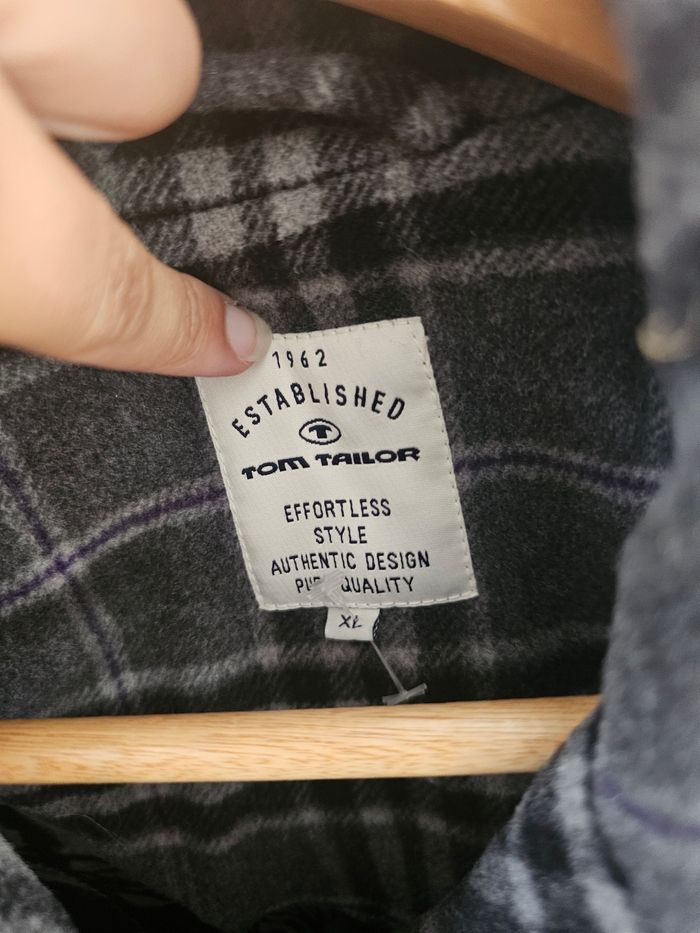 1962
ESTABLISHED
T
TOM TAILOR
EFFORTLESS
STYLE
AUTHENTIC DESIGN
QUALITY
XL